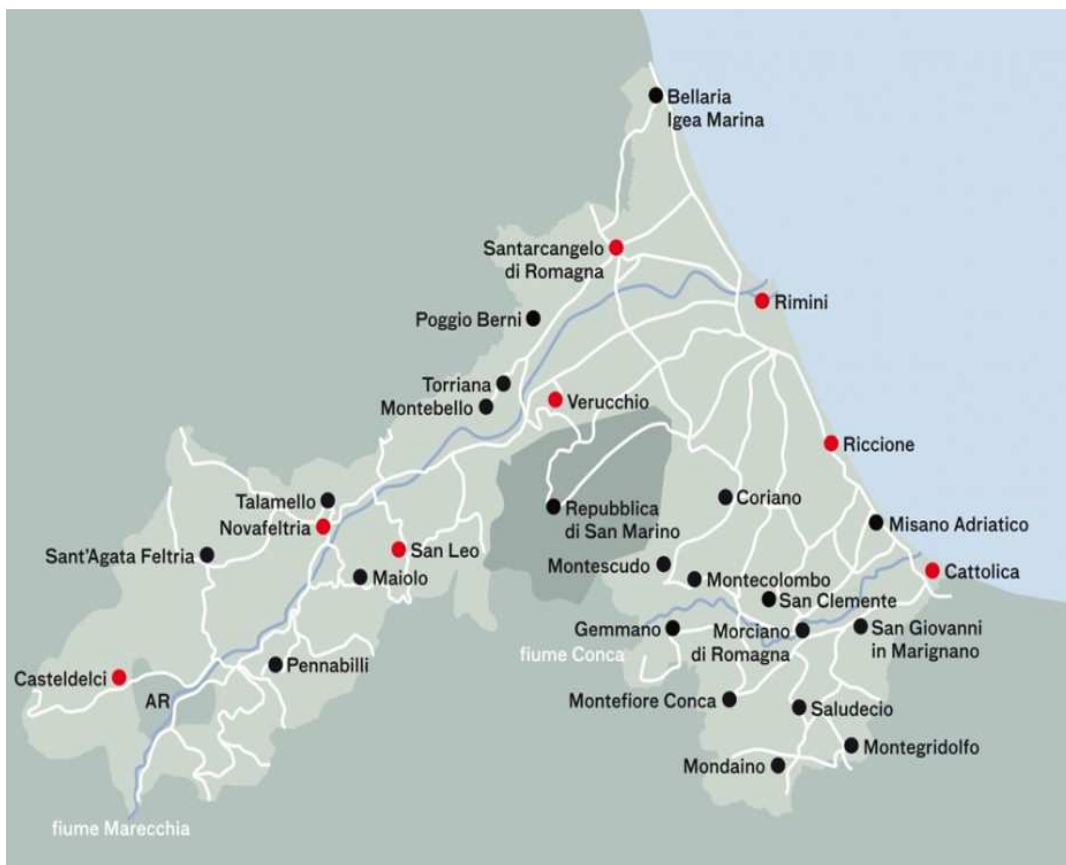 Bellaria
Igea Marina
Santarcangelo
di Romagna
Rimini
Poggio Berni
Torriana
Montebello
Verucchio
Riccione
Talamello
Coriano
Repubblica
di San Marino
Novafeltria
Misano Adriatico
Sant'Agata Feltria
San Leo
Maiolo
Montescudo
Montecolombo
Cattolica
San Clemente
Gemmano
Morciano
di Romagna
San Giovanni
in Marignano
fiume Conca
Pennabilli
Casteldelci
AR
Montefiore Conca
Saludecio
Montegridolfo
Mondaino
fiume Marecchia